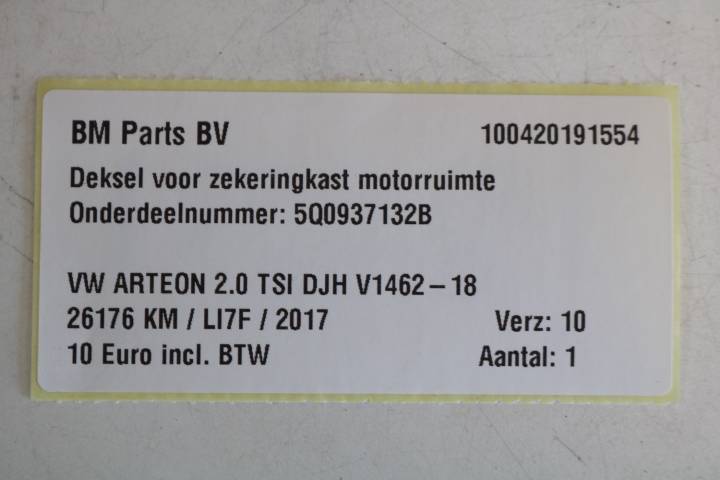 BM Parts BV 100420191554
Deksel voor zekeringkast motorruimte
Onderdeelnummer: 5Q0937132B
VW ARTEON 2.0 TSI DJH V1462-18
26176 KM / LI7F / 2017 Verz: 10
10 Euro incl. BTW Aantal: 1